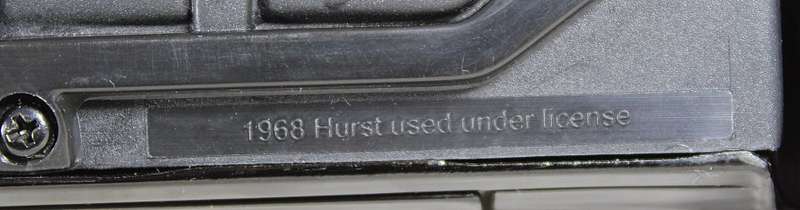 1968 Hurst used under license